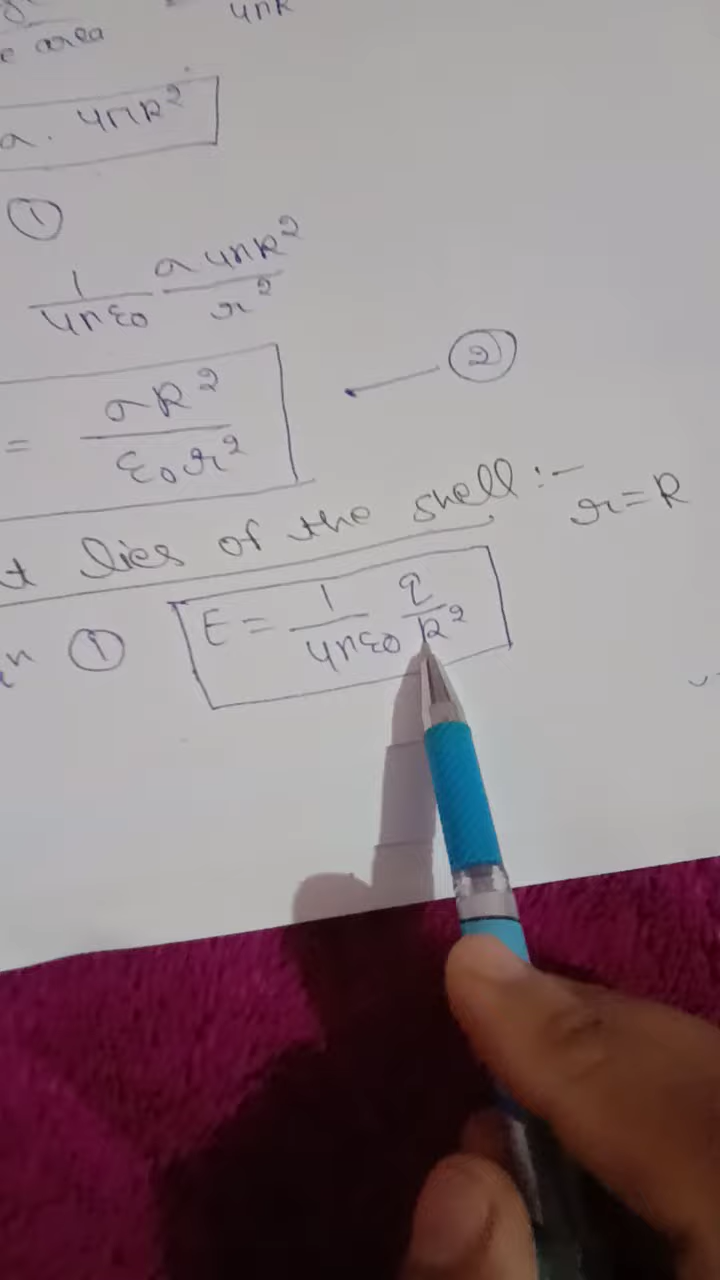 e area
4πR
σ. 4πR²
①
1/4πε₀ σ4πR²/r²
= σR²/ε₀r² — ②
t lies of the shell :- r=R
n ① E = 1/4πε₀ q/R²